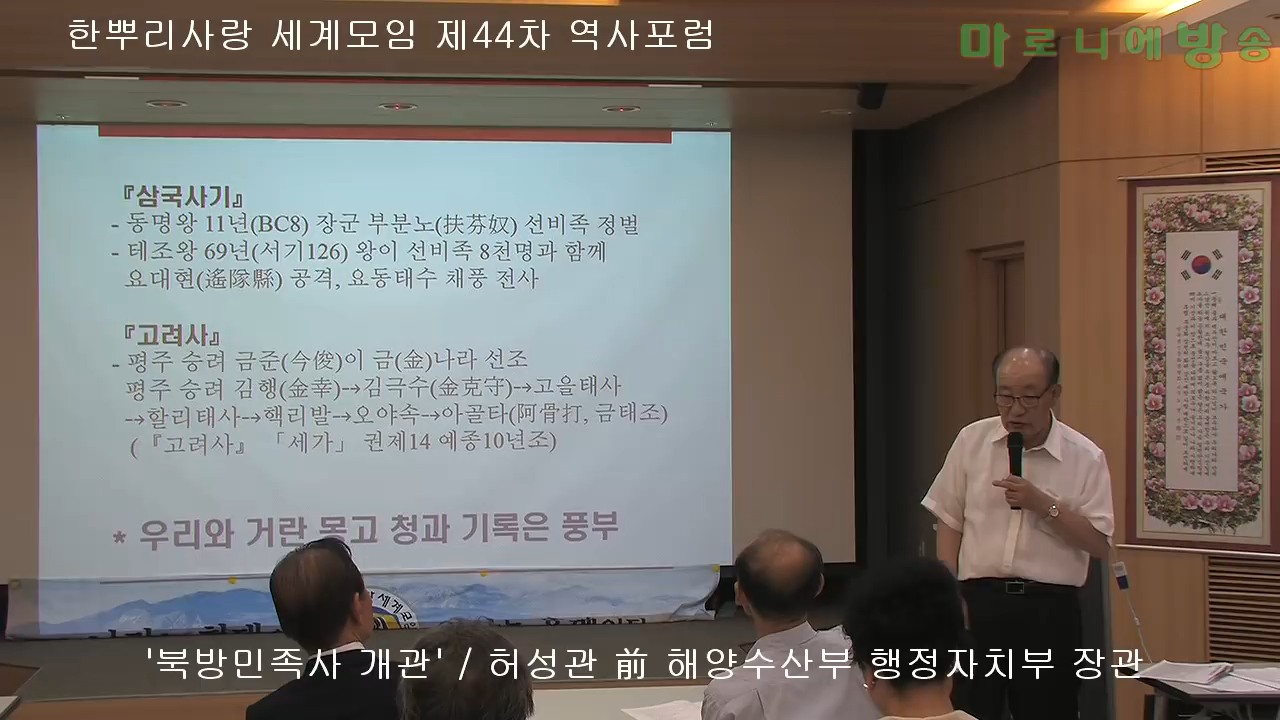 한뿌리사랑 세계모임 제44차 역사포럼
마로니에방송
『삼국사기』
- 동명왕 11년(BC8) 장군 부분노(扶芬奴) 선비족 정벌
- 테조왕 69년(서기126) 왕이 선비족 8천명과 함께
요대현(遙隊縣) 공격, 요동태수 채풍 전사
『고려사』
- 평주 승려 금준(今俊)이 금(金)나라 선조
평주 승려 김행(金幸)→김극수(金克守)→고을태사
→할리태사→핵리발→오야속→아골타(阿骨打, 금태조)
(『고려사』 「세가」 권제14 예종10년조)
* 우리와 거란 몽고 청과 기록은 풍부
'북방민족사 개관' / 허성관 前 해양수산부 행정자치부 장관